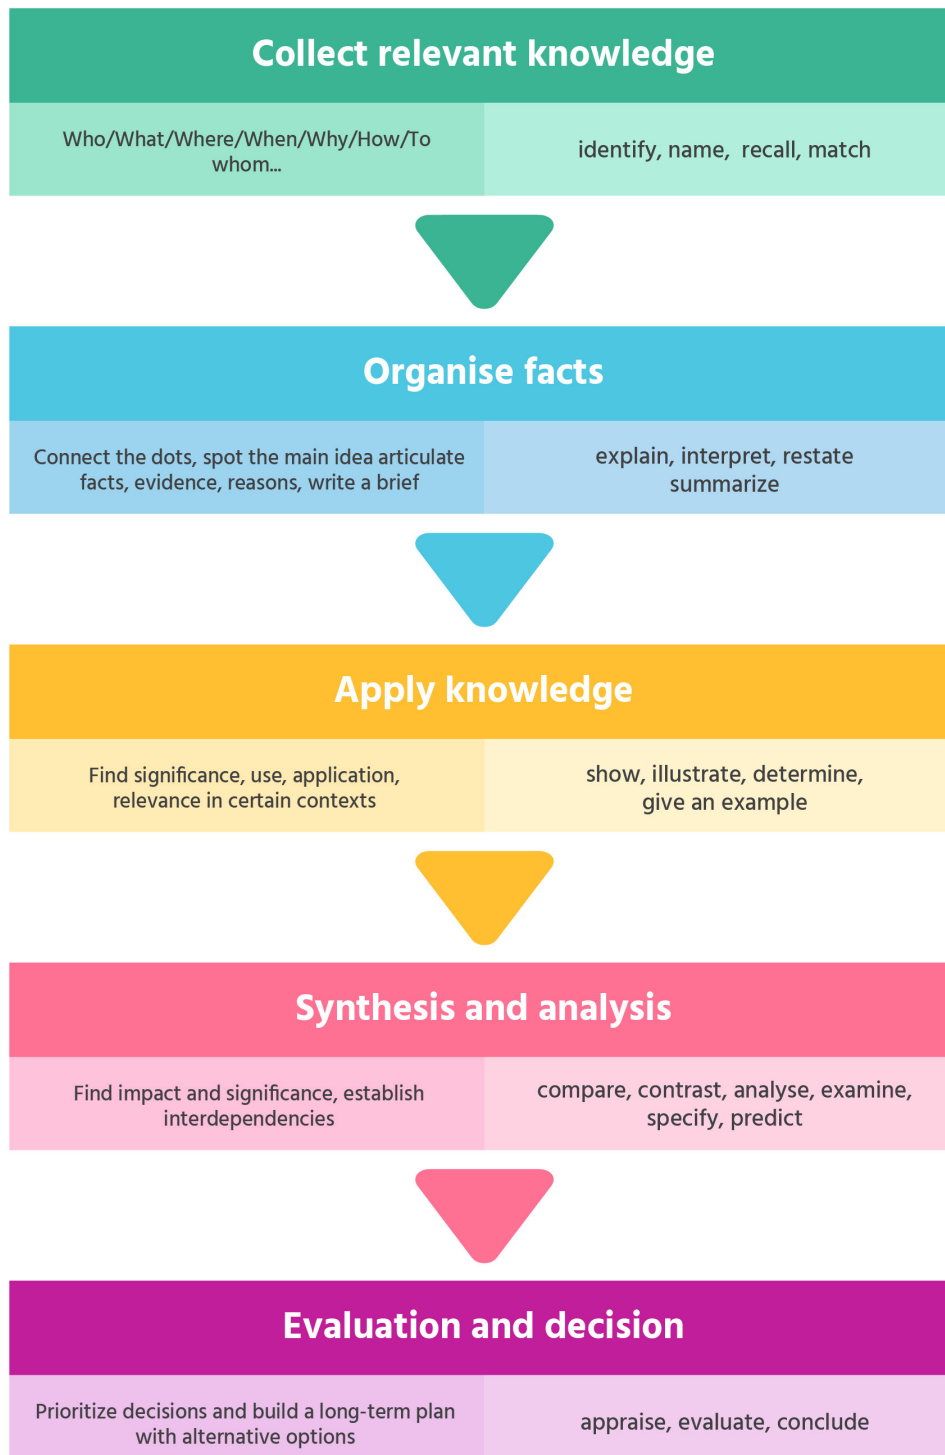 Collect relevant knowledge
Who/What/Where/When/Why/How/To
whom...
identify, name,  recall, match
Organise facts
Connect the dots, spot the main idea articulate
facts, evidence, reasons, write a brief
explain, interpret, restate
summarize
Apply knowledge
Find significance, use, application,
relevance in certain contexts
show, illustrate, determine,
give an example
Synthesis and analysis
Find impact and significance, establish
interdependencies
compare, contrast, analyse, examine,
specify, predict
Evaluation and decision
Prioritize decisions and build a long-term plan
with alternative options
appraise, evaluate, conclude